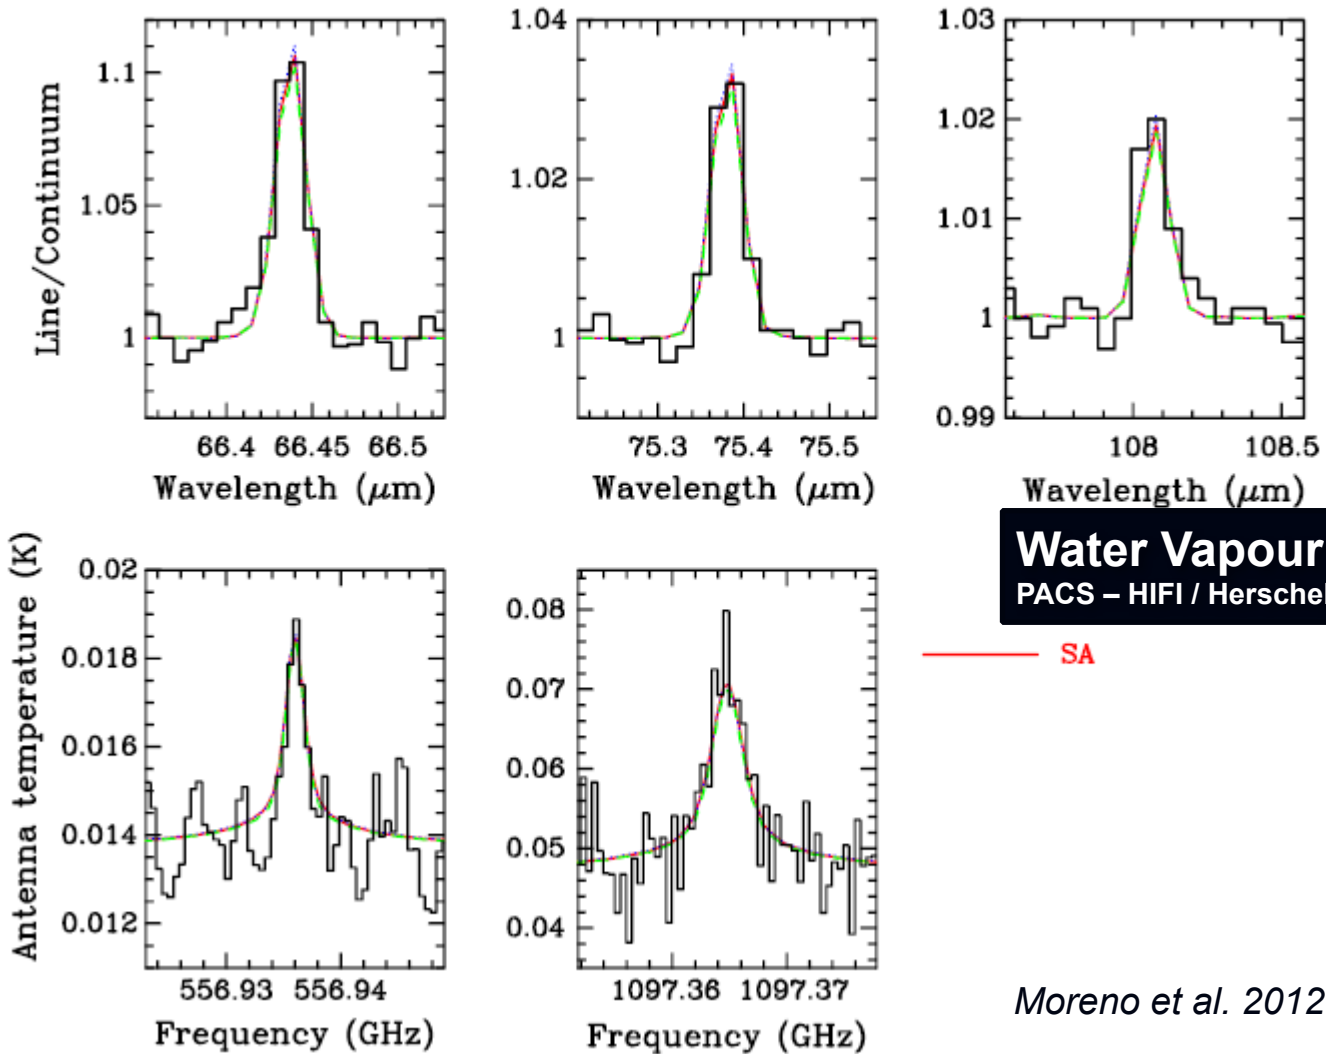 1.1
1.05
1
Line/Continuum
66.4 66.45 66.5
Wavelength (μm)
1.04
1.02
1
75.3 75.4 75.5
Wavelength (μm)
1.03
1.02
1.01
1
0.99
108 108.5
Wavelength (μm)
Water Vapour
PACS – HIFI / Herschel
SA
0.02
0.018
0.016
0.014
0.012
Antenna temperature (K)
556.93 556.94
Frequency (GHz)
0.08
0.07
0.06
0.05
0.04
1097.36 1097.37
Frequency (GHz)
Moreno et al. 2012